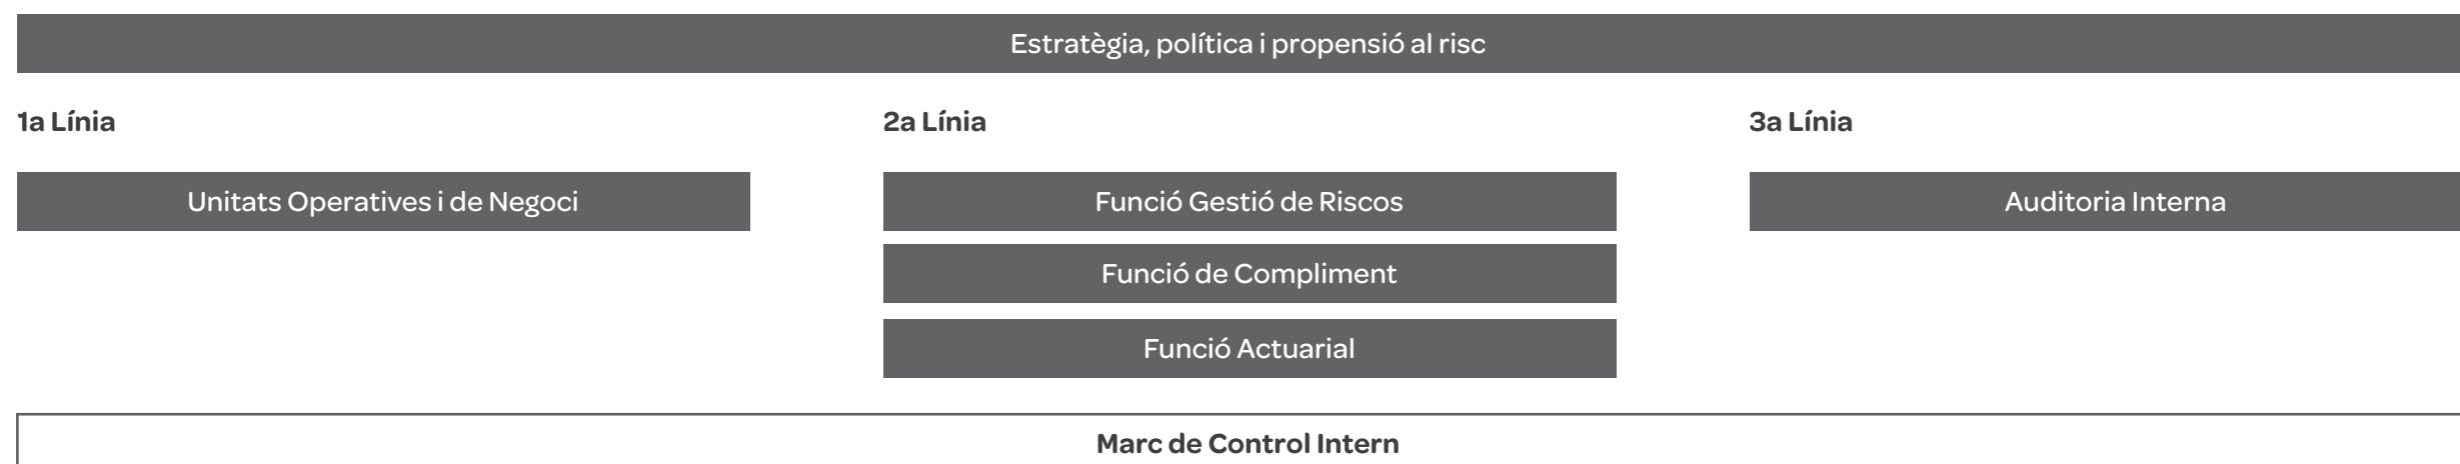 Estratègia, política i propensió al risc
1a Línia
2a Línia
3a Línia
Unitats Operatives i de Negoci
Funció Gestió de Riscos
Auditoria Interna
Funció de Compliment
Funció Actuarial
Marc de Control Intern